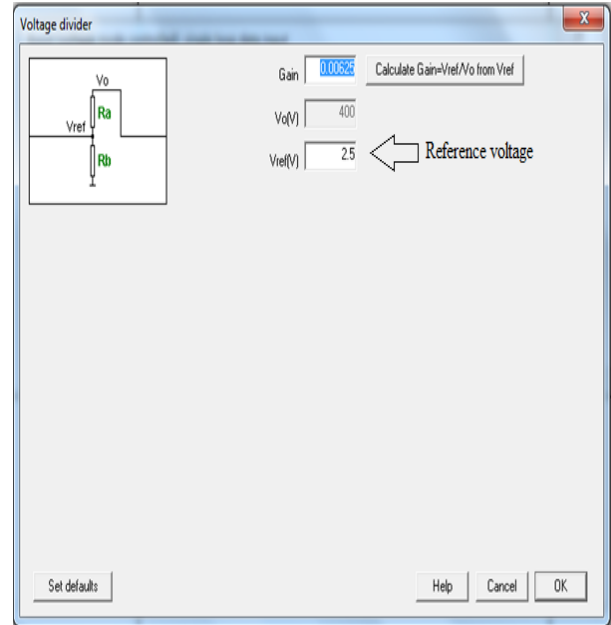 Voltage divider
Vo
Ra
Vref
Rb
Gain 0.00625 Calculate Gain=Vref/Vo from Vref
Vo(V) 400
Vref(V) 2.5 Reference voltage
Set defaults Help Cancel OK